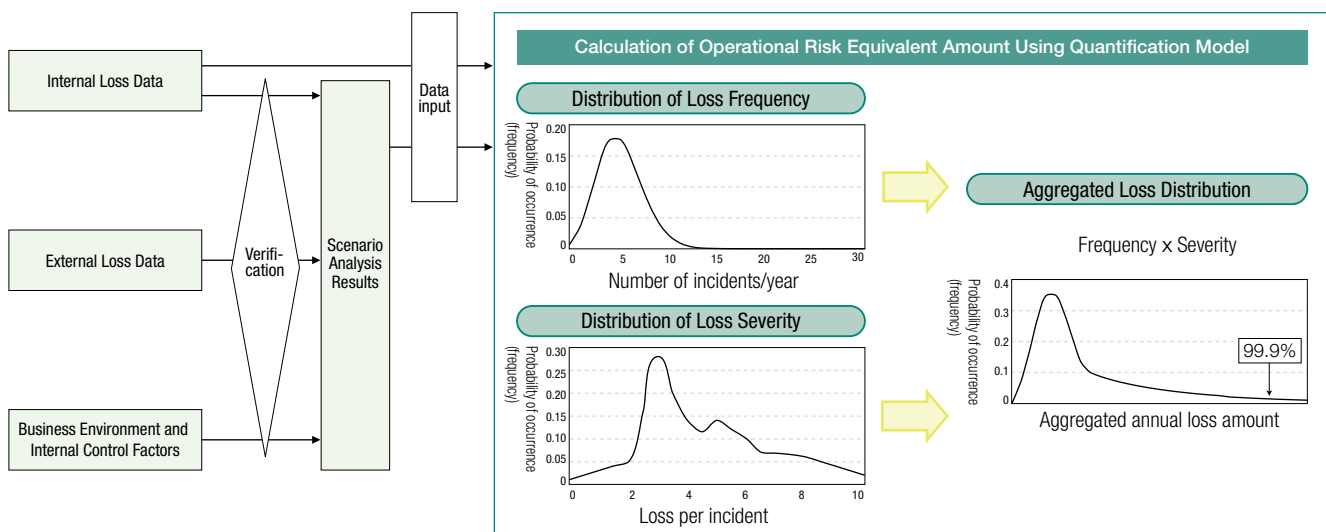 Internal Loss Data
External Loss Data
Business Environment and
Internal Control Factors
Verifi-
cation
Scenario
Analysis
Results
Data
input
Calculation of Operational Risk Equivalent Amount Using Quantification Model
Distribution of Loss Frequency
Probability of occurrence
(frequency)
0.20
0.15
0.10
0.05
0
0 5 10 15 20 25 30
Number of incidents/year
Distribution of Loss Severity
Probability of occurrence
(frequency)
0.30
0.25
0.20
0.15
0.10
0.05
0
0 2 4 6 8 10
Loss per incident
Aggregated Loss Distribution
Frequency x Severity
Probability of occurrence
(frequency)
0.4
0.3
0.2
0.1
0
99.9%
Aggregated annual loss amount